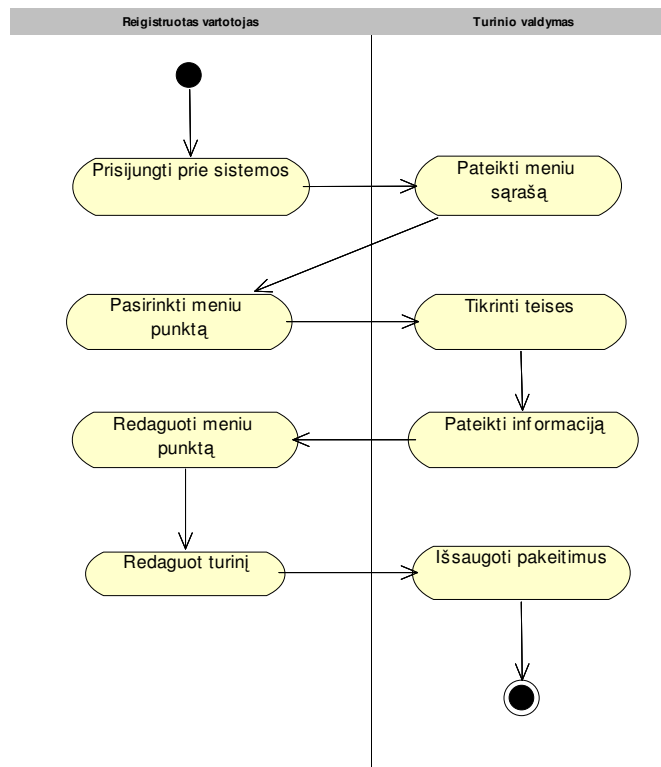 Reigistruotas vartotojas
Turinio valdymas
Prisijungti prie sistemos
Pateikti meniu
sąrašą
Pasirinkti meniu
punktą
Tikrinti teises
Redaguoti meniu
punktą
Pateikti informaciją
Redaguot turinį
Išsaugoti pakeitimus